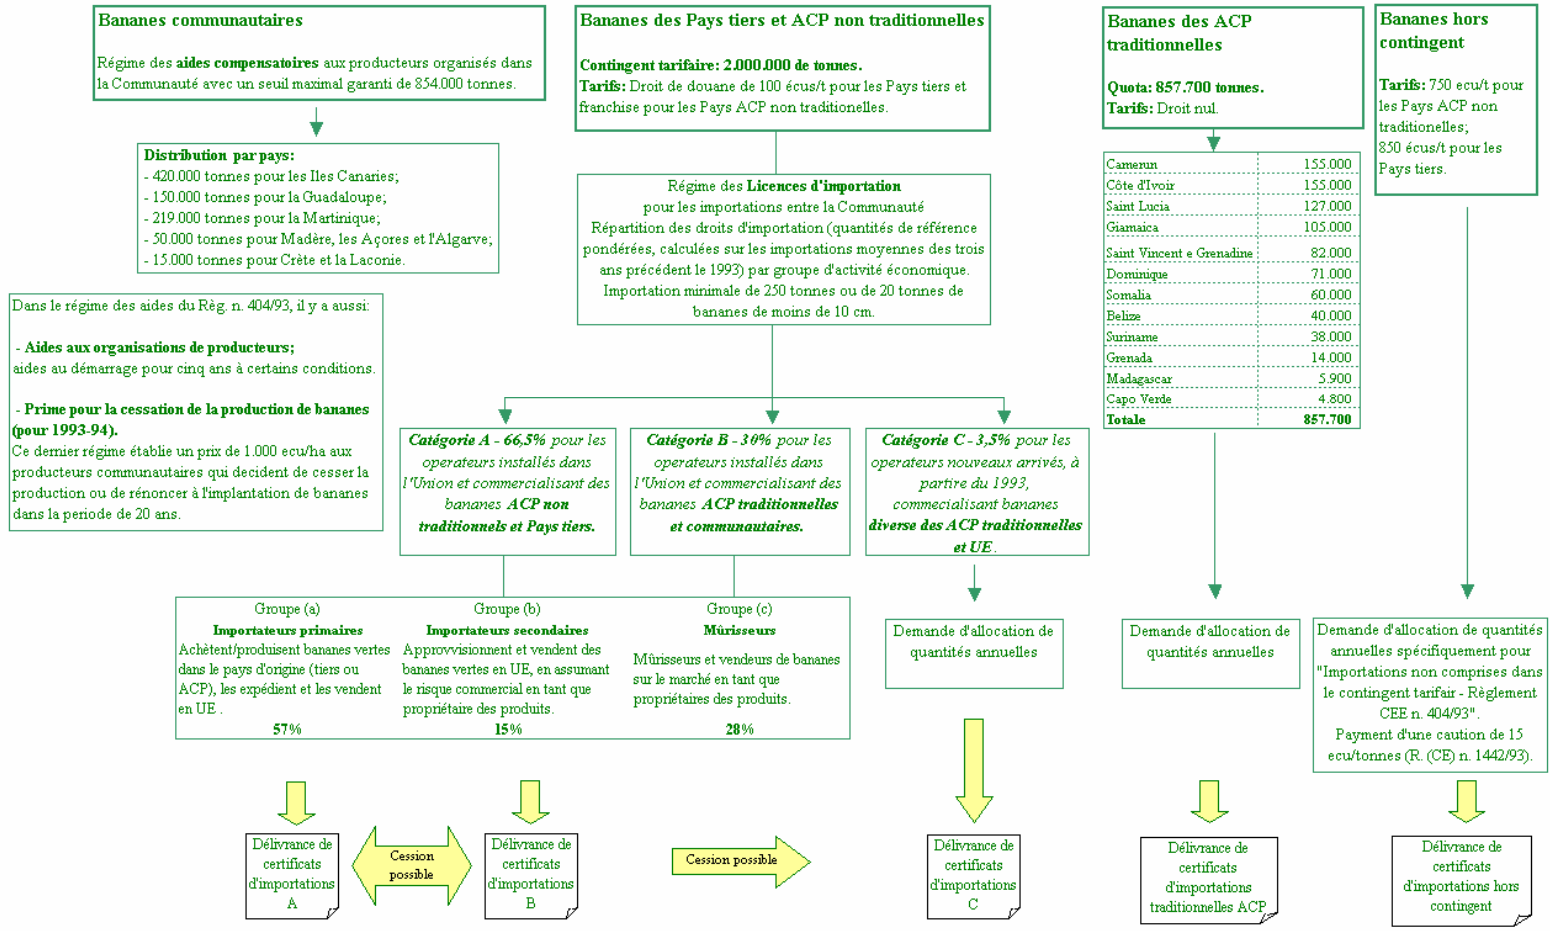 Bananes communautaires
Régime des aides compensatoires aux producteurs organisés dans
la Communauté avec un seuil maximal garanti de 854.000 tonnes.
Distribution par pays:
- 420.000 tonnes pour les Iles Canaries;
- 150.000 tonnes pour la Guadaloupe;
- 219.000 tonnes pour la Martinique;
- 50.000 tonnes pour Madère, les Açores et l'Algarve;
- 15.000 tonnes pour Crète et la Laconie.
Dans le régime des aides du Règ. n. 404/93, il y a aussi:
- Aides aux organisations de producteurs;
aides au démarrage pour cinq ans à certains conditions.
- Prime pour la cessation de la production de bananes
(pour 1993-94).
Ce dernier régime établie un prix de 1.000 ecu/ha aux
producteurs communautaires qui decident de cesser la
production ou de rénoncer à l'implantation de bananes
dans la periode de 20 ans.
Bananes des Pays tiers et ACP non traditionnelles
Contingent tarifaire: 2.000.000 de tonnes.
Tarifs: Droit de douane de 100 écus/t pour les Pays tiers et
franchise pour les Pays ACP non traditionelles.
Régime des Licences d'importation
pour les importations entre la Communauté
Répartition des droits d'importation (quantités de référence
pondérées, calculées sur les importations moyennes des trois
ans précédent le 1993) par groupe d'activité économique.
Importation minimale de 250 tonnes ou de 20 tonnes de
bananes de moins de 10 cm.
Catégorie A - 66,5% pour les
operateurs installés dans
l'Union et commercialisant des
bananes ACP non
traditionnels et Pays tiers.
Catégorie B - 30% pour les
operateurs installés dans
l'Union et commercialisant des
bananes ACP traditionnelles
et communautaires.
Catégorie C - 3,5% pour les
operateurs nouveaux arrivés, à
partire du 1993,
commecialisant bananes
diverse des ACP traditionnelles
et UE.
Groupe (a)
Importateurs primaires
Achètent/produisent bananes vertes
dans le pays d'origine (tiers ou
ACP), les expédient et les vendent
en UE .
57%
Groupe (b)
Importateurs secondaires
Approvvisionnent et vendent des
bananes vertes en UE, en assumant
le risque commercial en tant que
propriétaire des produits.
15%
Groupe (c)
Mûrisseurs
Mûrisseurs et vendeurs de bananes
sur le marché en tant que
propriétaires des produits.
28%
Demande d'allocation de
quantités annuelles
Délivrance de
certificats
d'importations
A
Cession
possible
Délivrance de
certificats
d'importations
B
Cession possible
Délivrance de
certificats
d'importations
C
Bananes des ACP
traditionnelles
Quota: 857.700 tonnes.
Tarifs: Droit nul.
Camerun 155.000
Côte d'Ivoir 155.000
Saint Lucia 127.000
Giamaica 105.000
Saint Vincent e Grenadine 82.000
Dominique 71.000
Somalia 60.000
Belize 40.000
Suriname 38.000
Grenada 14.000
Madagascar 5.900
Capo Verde 4.800
Totale 857.700
Demande d'allocation de
quantités annuelles
Délivrance de
certificats
d'importations
traditionnelles ACP
Bananes hors
contingent
Tarifs: 750 ecu/t pour
les Pays ACP non
traditionelles;
850 écus/t pour les
Pays tiers.
Demande d'allocation de quantités
annuelles spécifiquement pour
"Importations non comprises dans
le contingent tarifair - Règlement
CEE n. 404/93".
Payment d'une caution de 15
ecu/tonnes (R. (CE) n. 1442/93).
Délivrance de
certificats
d'importations hors
contingent